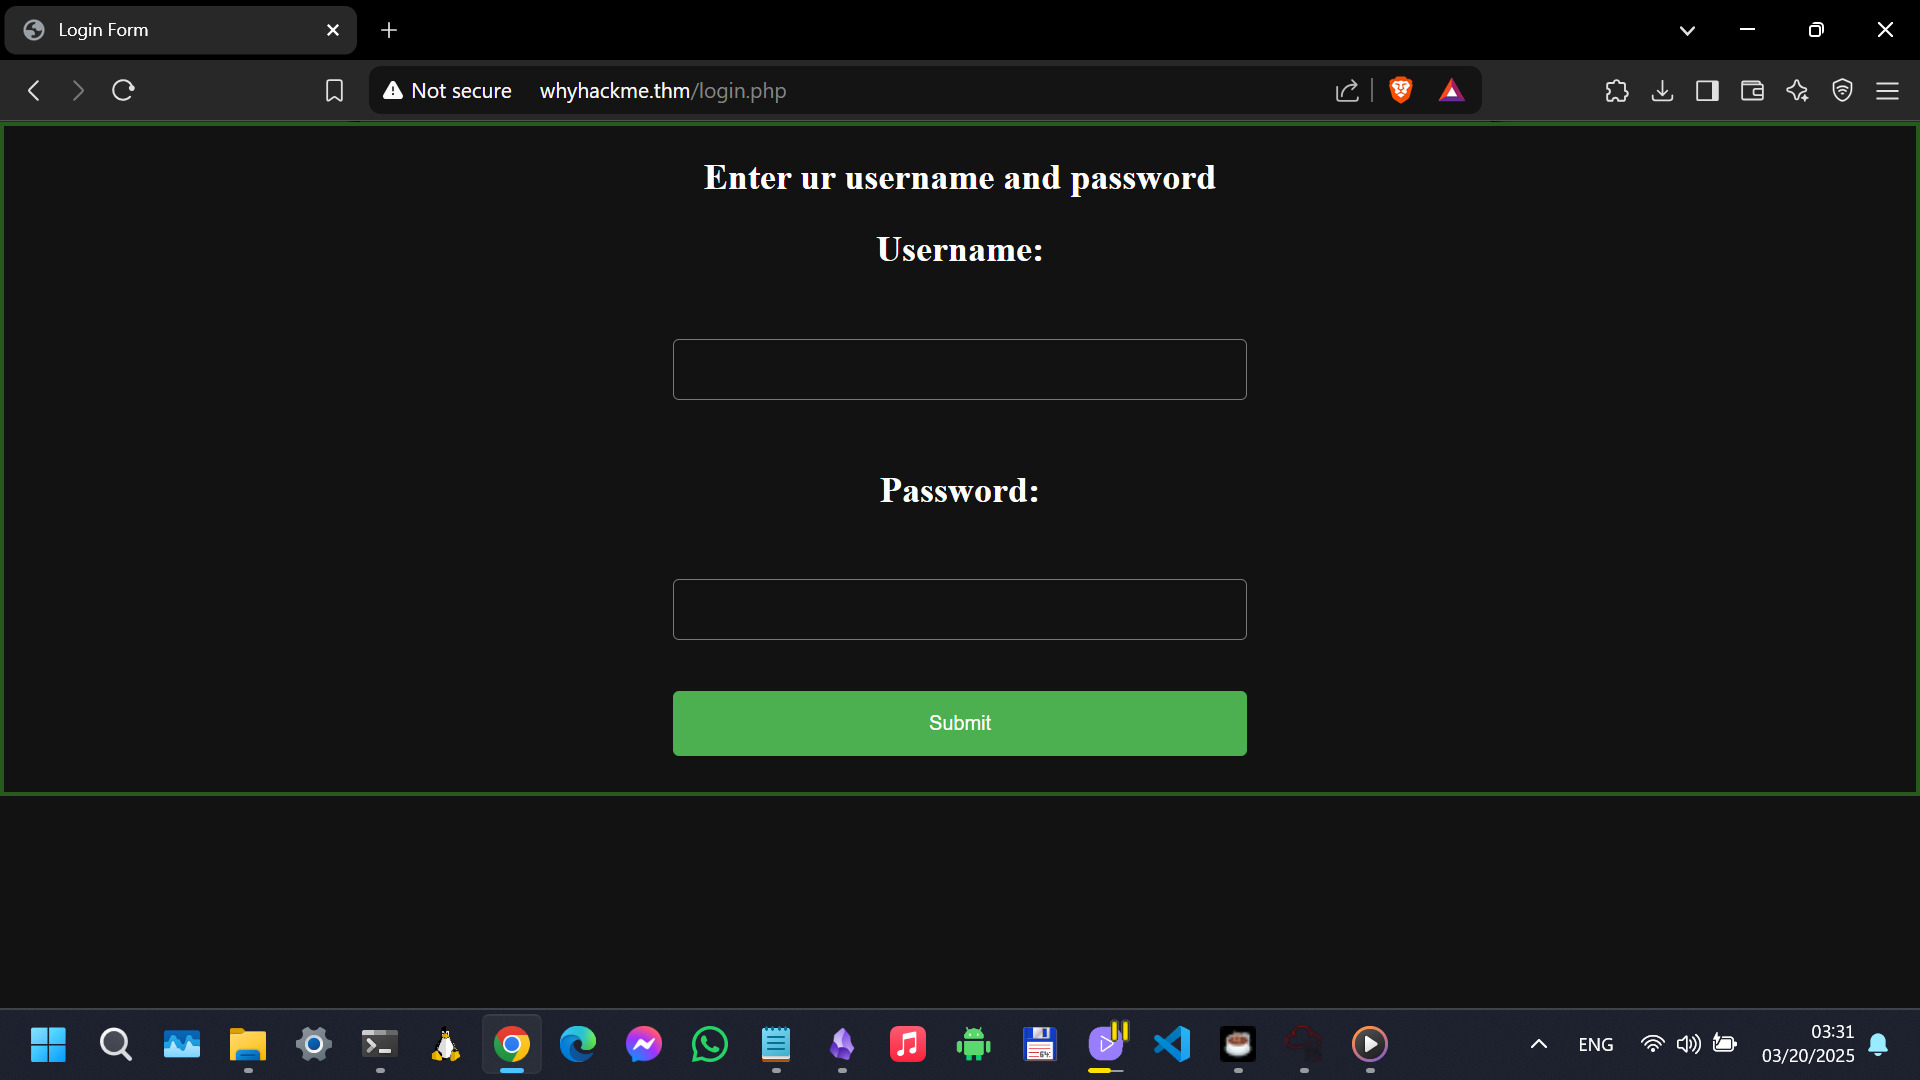 Login Form
Not secure whyhackme.thm/login.php
Enter ur username and password
Username:
Password:
Submit
64
ENG
03:31
03/20/2025